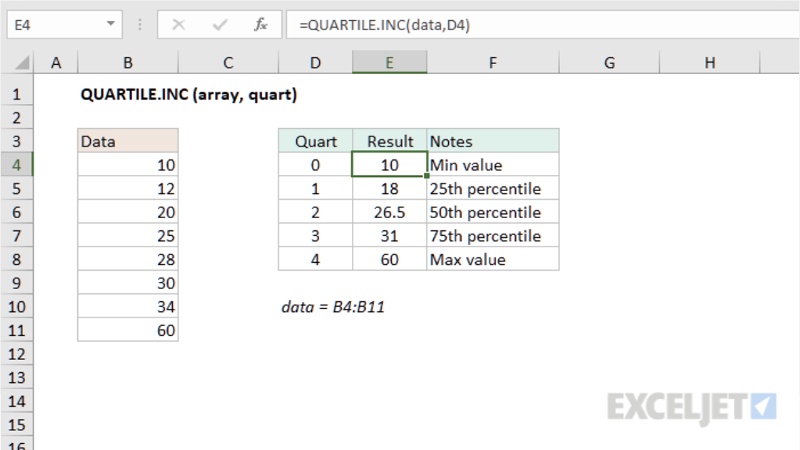 E4 fx =QUARTILE.INC(data,D4)
A B C D E F G H
1 QUARTILE.INC (array, quart)
2
3 Data Quart Result Notes
4 10 0 10 Min value
5 12 1 18 25th percentile
6 20 2 26.5 50th percentile
7 25 3 31 75th percentile
8 28 4 60 Max value
9 30
10 34 data = B4:B11
11 60
12
13
14 EXCELJET
15
16